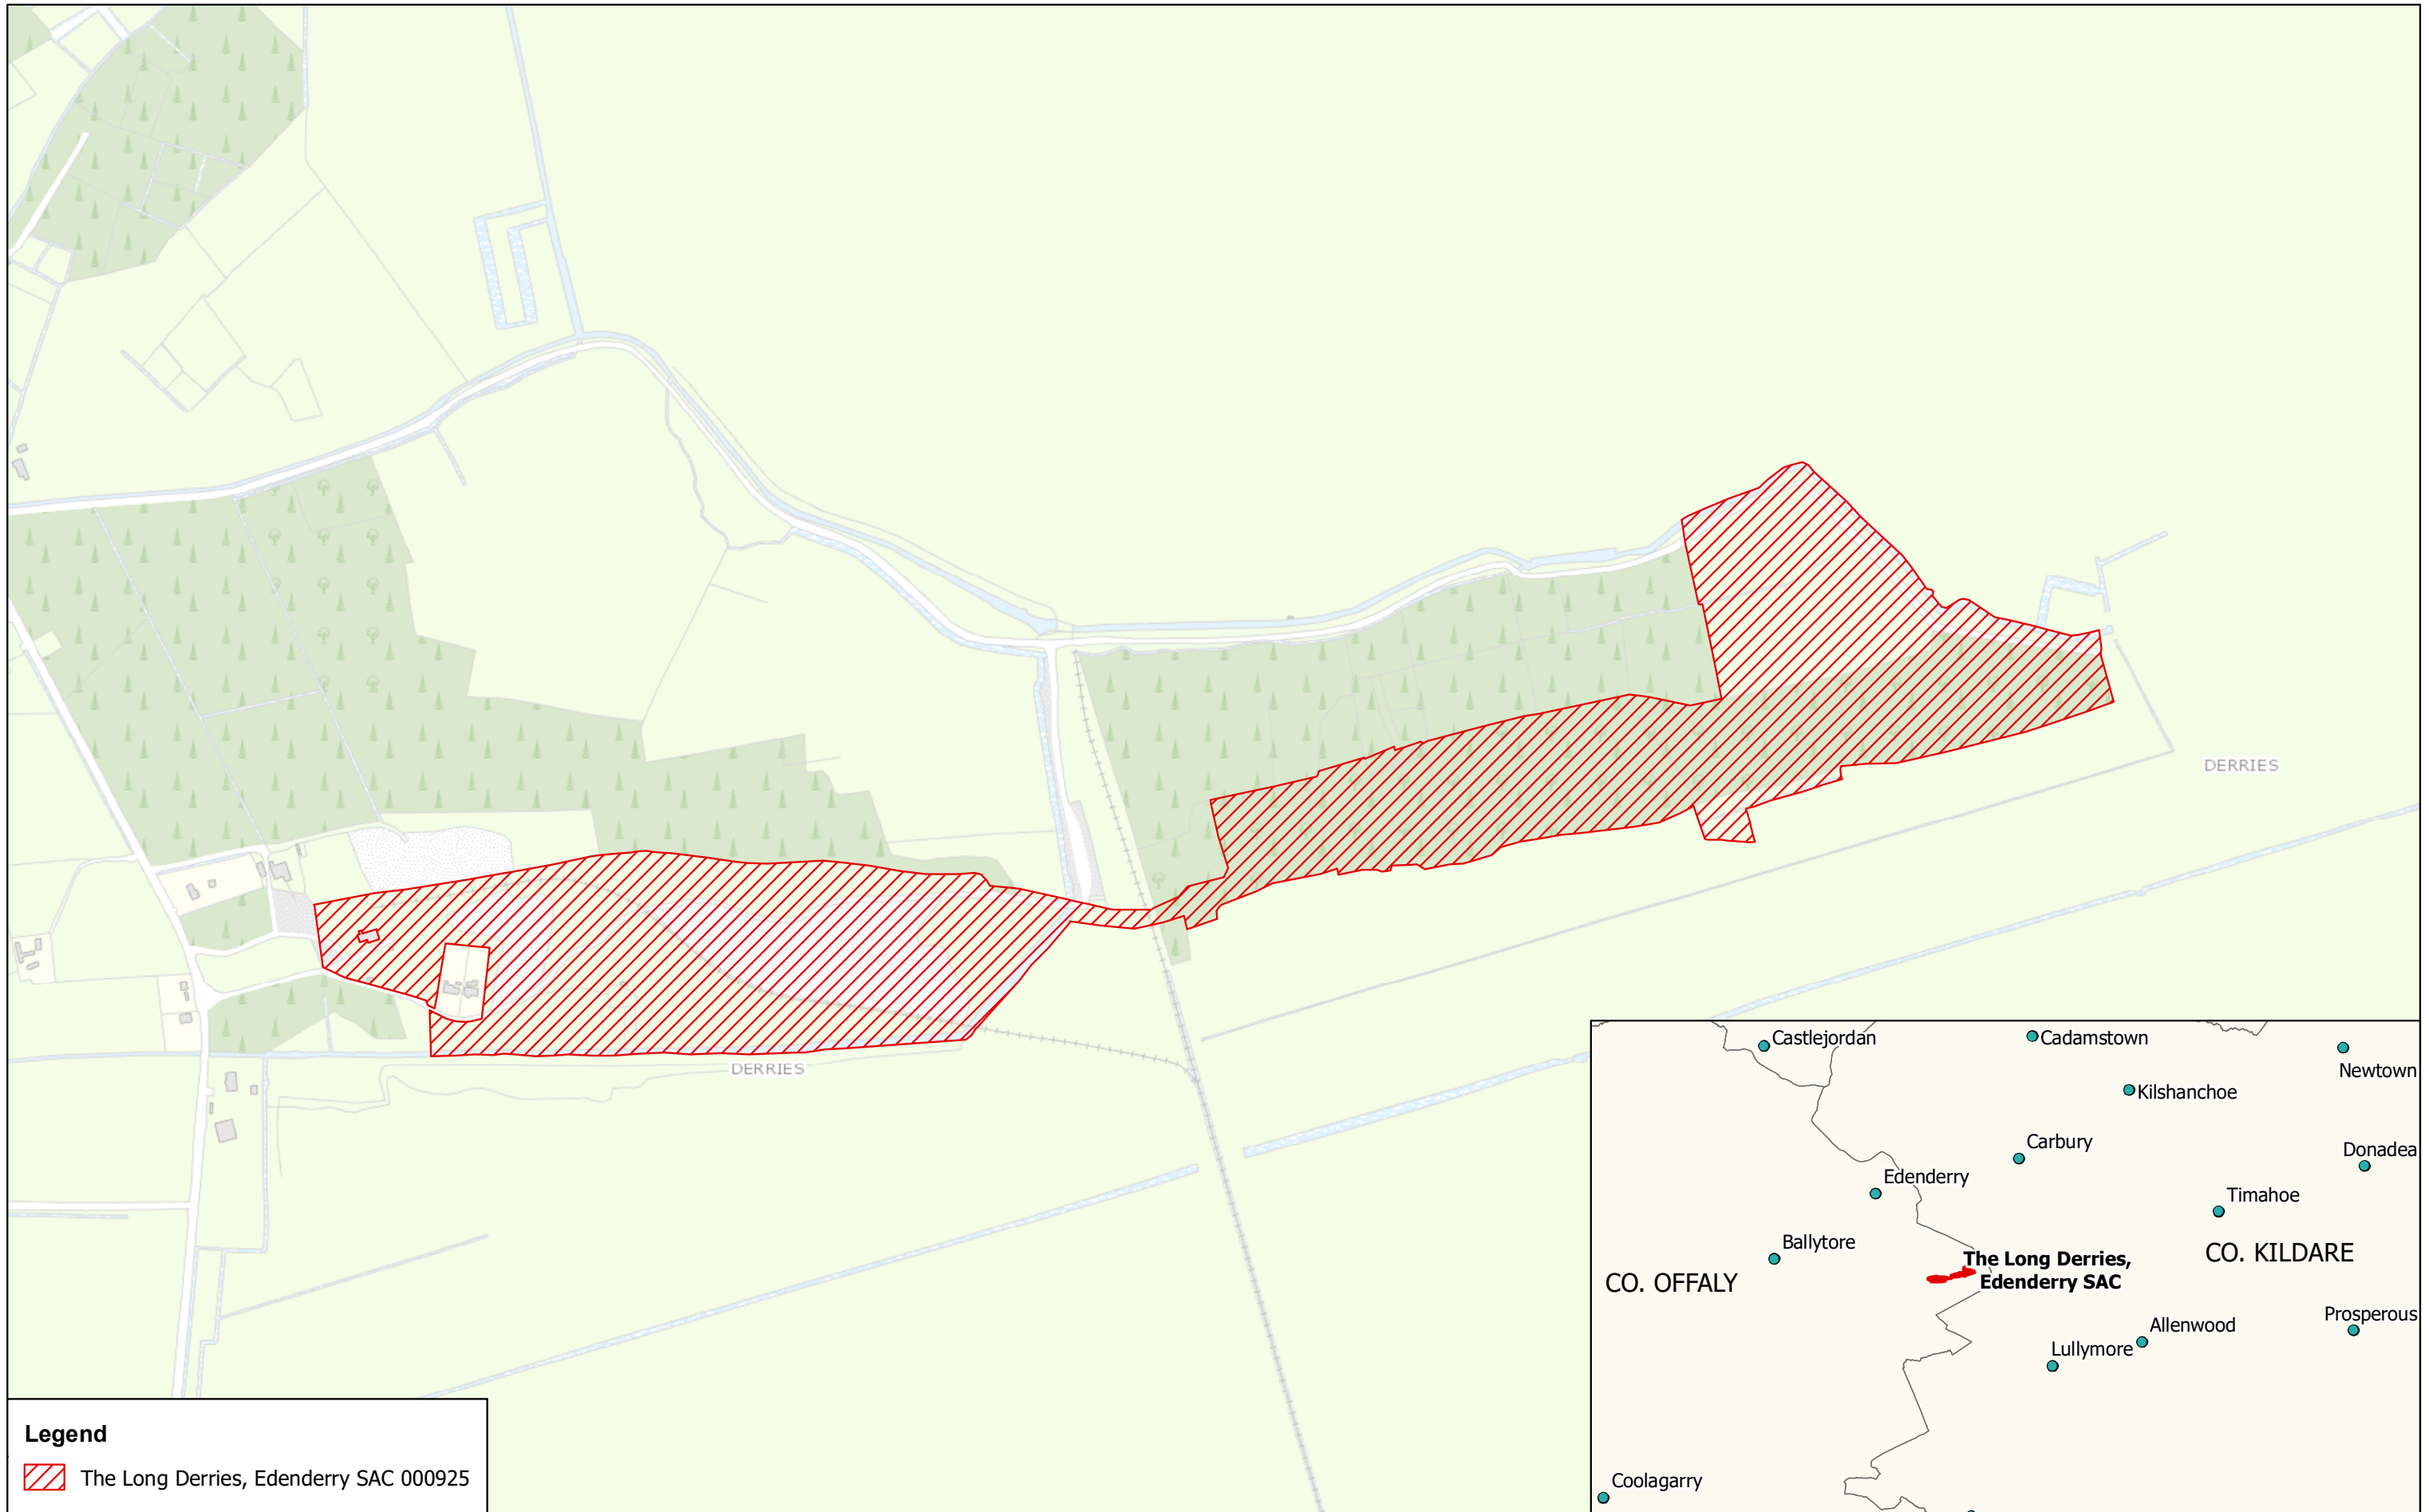 DERRIES
DERRIES
Legend
The Long Derries, Edenderry SAC 000925
Castlejordan
Cadamstown
Newtown
Kilshanchoe
Carbury
Donadea
Edenderry
Timahoe
Ballytore
CO. KILDARE
The Long Derries,
Edenderry SAC
CO. OFFALY
Prosperous
Allenwood
Lullymore
Coolagarry